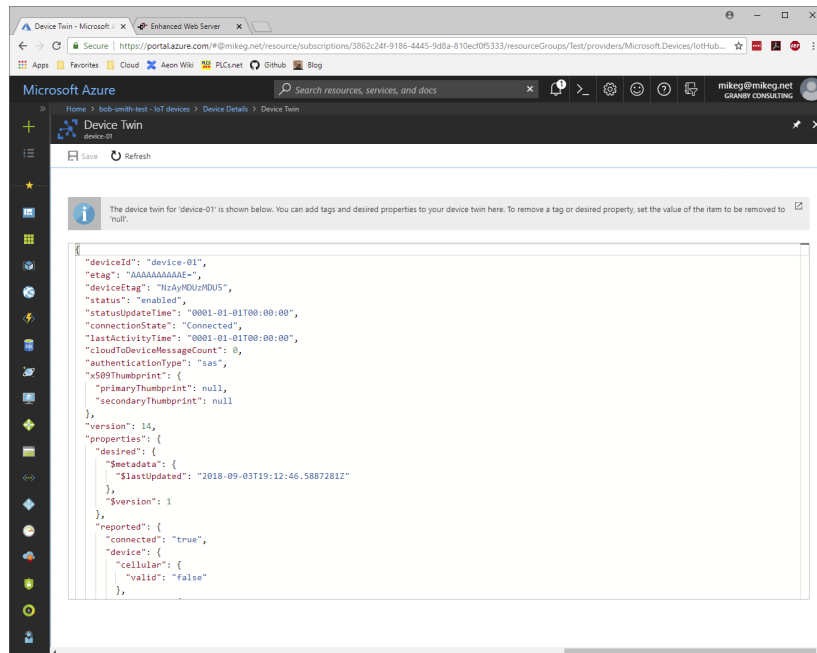 Device Twin - Microsoft A
Enhanced Web Server
Secure | https://portal.azure.com/#@mikeg.net/resource/subscriptions/3862c24f-9186-4445-9d8a-810ecf0f5333/resourceGroups/Test/providers/Microsoft.Devices/IotHub...
Apps Favorites Cloud Aeon Wiki PLCs.net Github Blog
Microsoft Azure
Search resources, services, and docs
1
mikeg@mikeg.net
GRANBY CONSULTING
Home > bob-smith-test - IoT devices > Device Details > Device Twin
Device Twin
device-01
Save Refresh
The device twin for 'device-01' is shown below. You can add tags and desired properties to your device twin here. To remove a tag or desired property, set the value of the item to be removed to
'null'.
{
"deviceId": "device-01",
"etag": "AAAAAAAAAAE=",
"deviceEtag": "NzAyMDUzMDU5",
"status": "enabled",
"statusUpdateTime": "0001-01-01T00:00:00",
"connectionState": "Connected",
"lastActivityTime": "0001-01-01T00:00:00",
"cloudToDeviceMessageCount": 0,
"authenticationType": "sas",
"x509Thumbprint": {
"primaryThumbprint": null,
"secondaryThumbprint": null
},
"version": 14,
"properties": {
"desired": {
"$metadata": {
"$lastUpdated": "2018-09-03T19:12:46.5887281Z"
},
"$version": 1
},
"reported": {
"connected": "true",
"device": {
"cellular": {
"valid": "false"
},